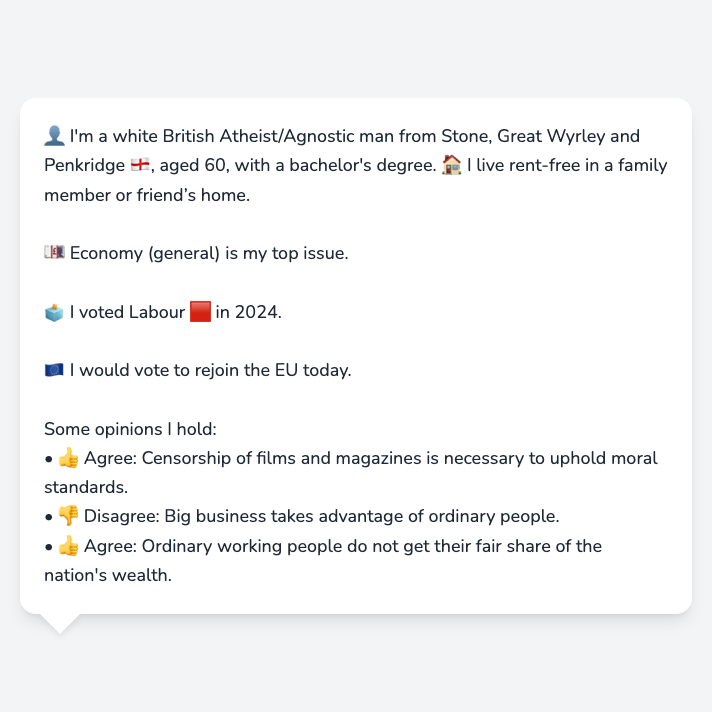 👤 I'm a white British Atheist/Agnostic man from Stone, Great Wyrley and
Penkridge 🏴󠁧󠁢󠁥󠁮󠁧󠁿, aged 60, with a bachelor's degree. 🏠 I live rent-free in a family
member or friend’s home.
💷 Economy (general) is my top issue.
🗳️ I voted Labour 🟥 in 2024.
🇪🇺 I would vote to rejoin the EU today.
Some opinions I hold:
• 👍 Agree: Censorship of films and magazines is necessary to uphold moral
standards.
• 👎 Disagree: Big business takes advantage of ordinary people.
• 👍 Agree: Ordinary working people do not get their fair share of the
nation's wealth.